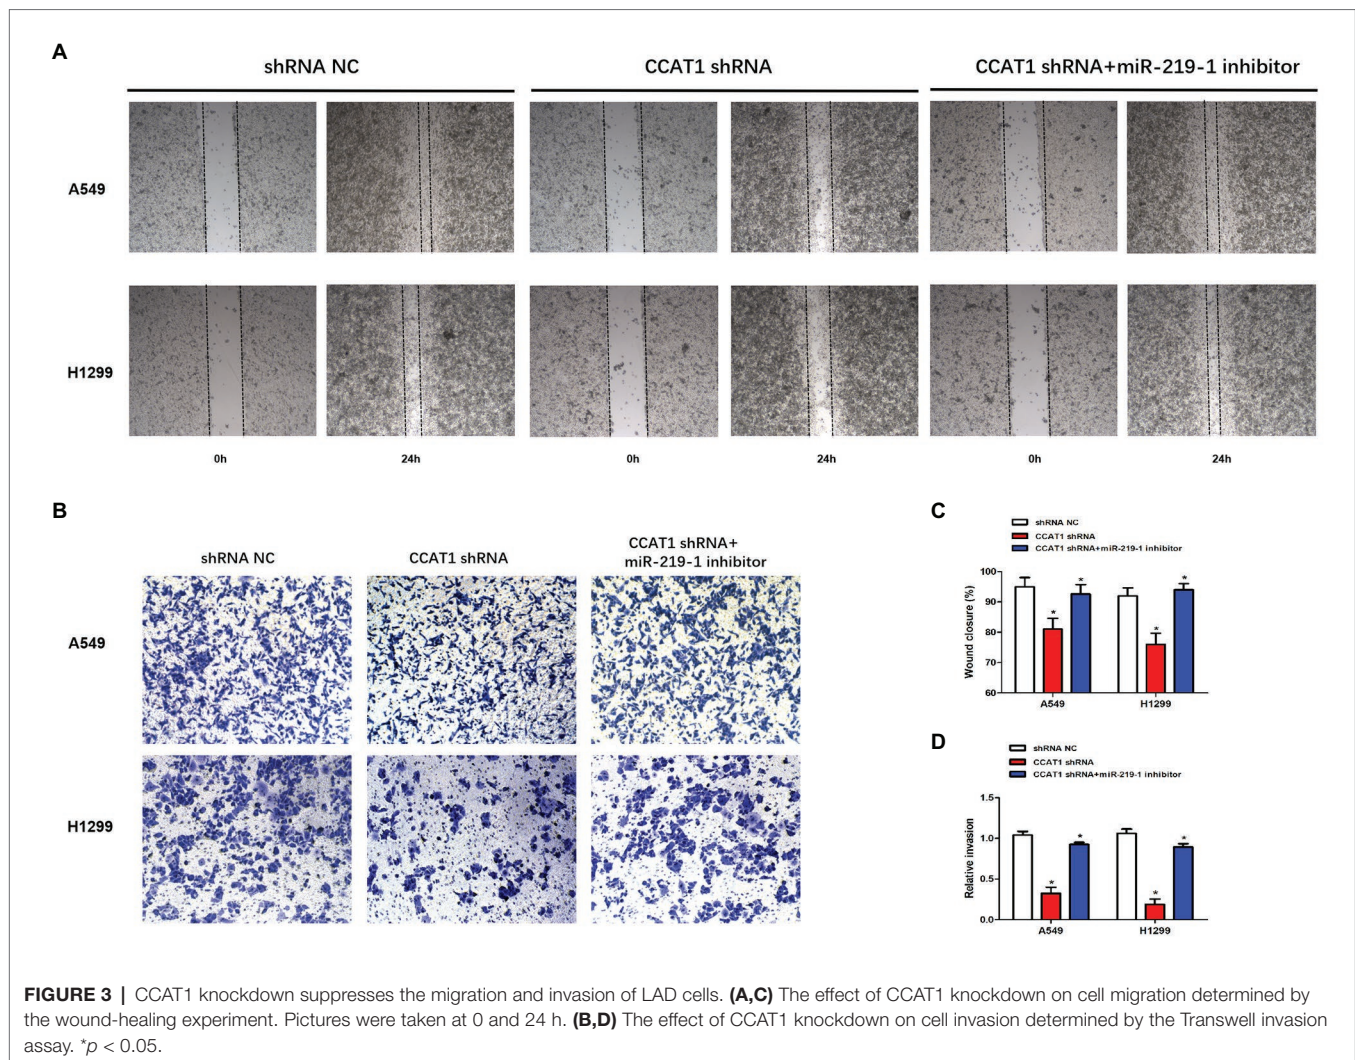 A
shRNA NC
CCAT1 shRNA
CCAT1 shRNA+miR-219-1 inhibitor
A549
H1299
0h
24h
0h
24h
0h
24h
B
shRNA NC
CCAT1 shRNA
CCAT1 shRNA+
miR-219-1 inhibitor
A549
H1299
C
shRNA NC
CCAT1 shRNA
CCAT1 shRNA+miR-219-1 inhibitor
Wound closure (%)
100
90
80
70
60
* * * *
A549
H1299
D
shRNA NC
CCAT1 shRNA
CCAT1 shRNA+miR-219-1 inhibitor
Relative invasion
1.5
1.0
0.5
0.0
* * * *
A549
H1299
FIGURE 3 | CCAT1 knockdown suppresses the migration and invasion of LAD cells. (A,C) The effect of CCAT1 knockdown on cell migration determined by
the wound-healing experiment. Pictures were taken at 0 and 24 h. (B,D) The effect of CCAT1 knockdown on cell invasion determined by the Transwell invasion
assay. *p < 0.05.